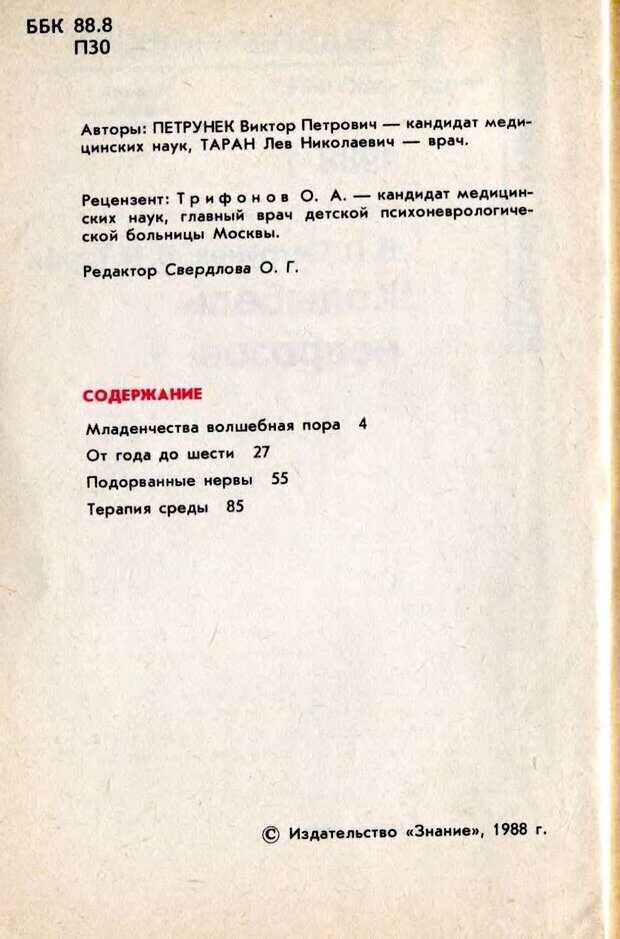 ББК 88.8
П30
Авторы: ПЕТРУНЕК Виктор Петрович — кандидат меди-
цинских наук, ТАРАН Лев Николаевич — врач.
Рецензент: Трифонов О. А. — кандидат медицин-
ских наук, главный врач детской психоневрологиче-
ской больницы Москвы.
Редактор Свердлова О. Г.
СОДЕРЖАНИЕ
Младенчества волшебная пора 4
От года до шести 27
Подорванные нервы 55
Терапия среды 85
© Издательство «Знание», 1988 г.